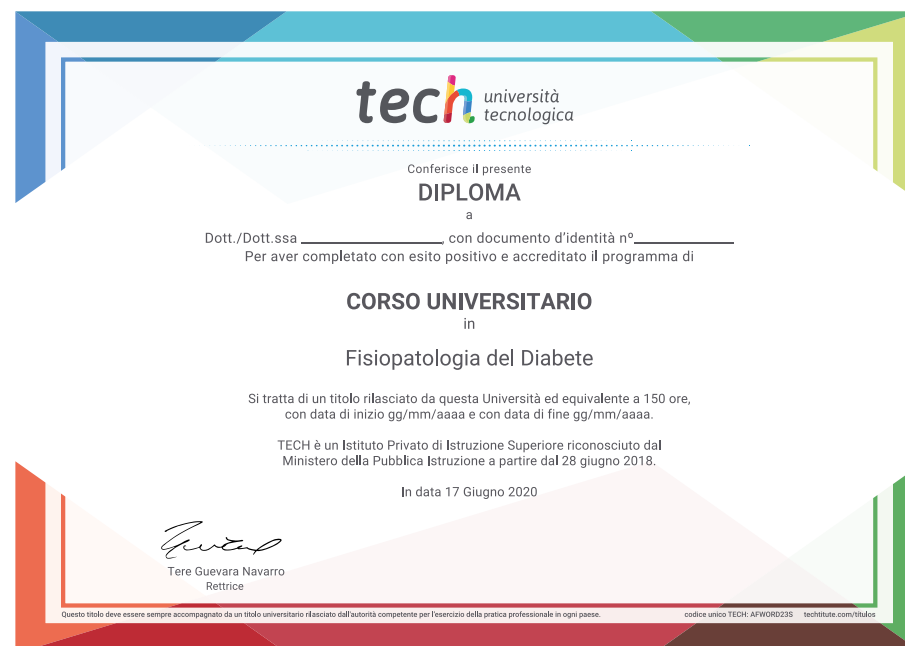 tech università
tecnologica
Conferisce il presente
DIPLOMA
a
Dott./Dott.ssa ____________________, con documento d'identità nº______________
Per aver completato con esito positivo e accreditato il programma di
CORSO UNIVERSITARIO
in
Fisiopatologia del Diabete
Si tratta di un titolo rilasciato da questa Università ed equivalente a 150 ore,
con data di inizio gg/mm/aaaa e con data di fine gg/mm/aaaa.
TECH è un Istituto Privato di Istruzione Superiore riconosciuto dal
Ministero della Pubblica Istruzione a partire dal 28 giugno 2018.
In data 17 Giugno 2020
Tere Guevara Navarro
Rettrice
Questo titolo deve essere sempre accompagnato da un titolo universitario rilasciato dall'autorità competente per l'esercizio della pratica professionale in ogni paese. codice unico TECH: AFWORD23S techtitute.com/titulos